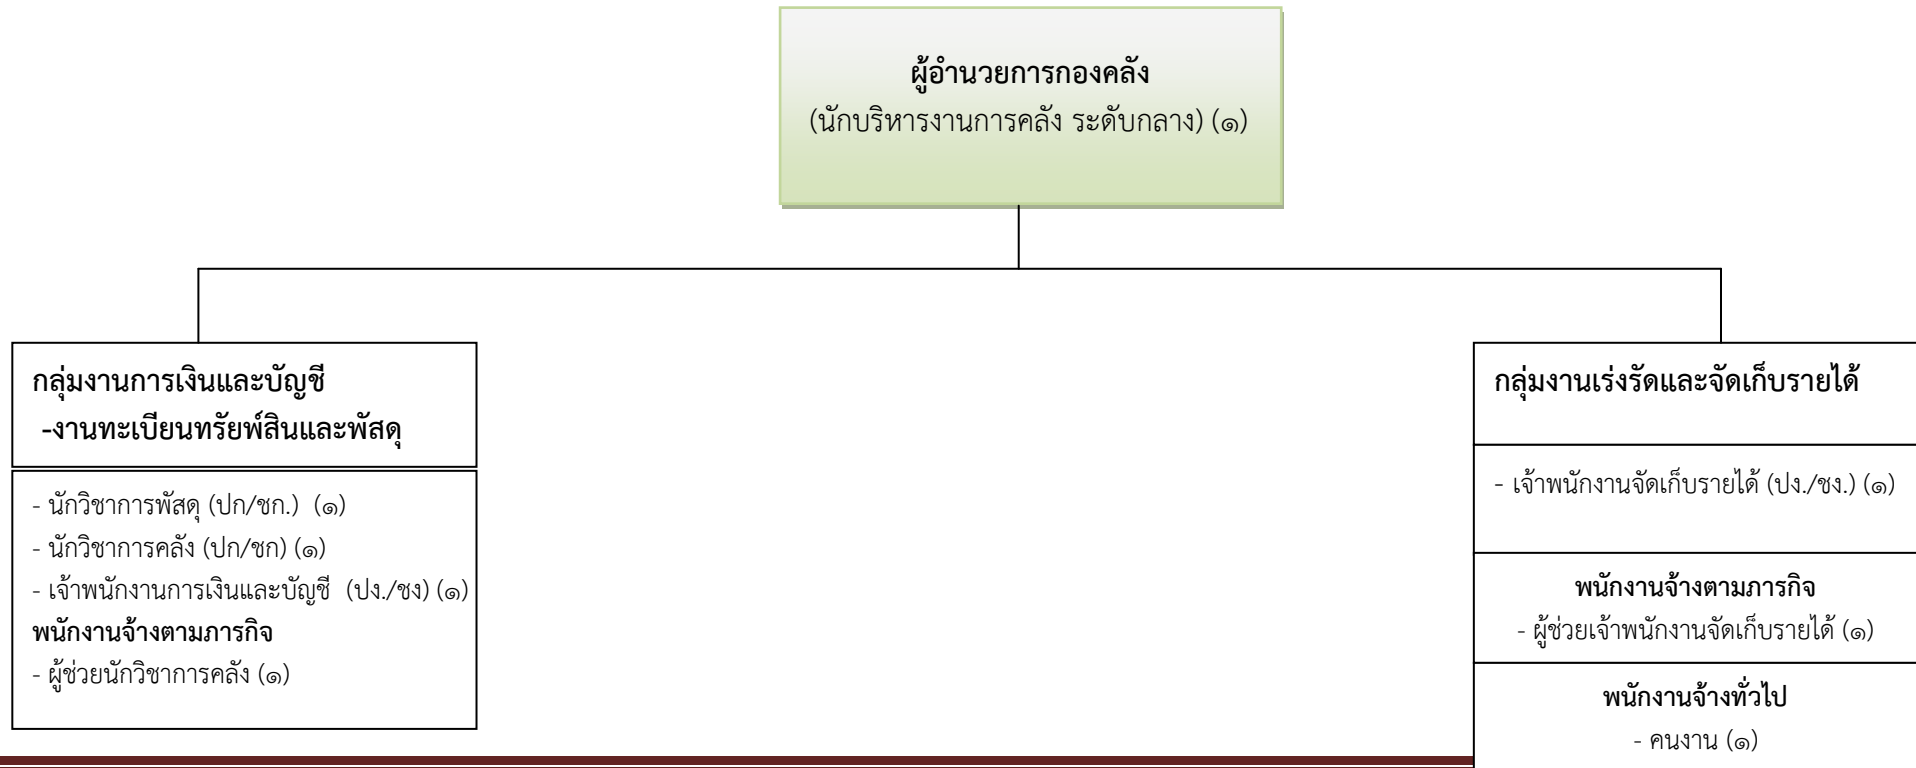 ผู้อำนวยการกองคลัง
(นักบริหารงานการคลัง ระดับกลาง) (๑)
กลุ่มงานการเงินและบัญชี
-งานทะเบียนทรัยพ์สินและพัสดุ
- นักวิชาการพัสดุ (ปก/ชก.) (๑)
- นักวิชาการคลัง (ปก/ชก) (๑)
- เจ้าพนักงานการเงินและบัญชี (ปง./ชง) (๑)
พนักงานจ้างตามภารกิจ
- ผู้ช่วยนักวิชาการคลัง (๑)
กลุ่มงานเร่งรัดและจัดเก็บรายได้
- เจ้าพนักงานจัดเก็บรายได้ (ปง./ชง.) (๑)
พนักงานจ้างตามภารกิจ
- ผู้ช่วยเจ้าพนักงานจัดเก็บรายได้ (๑)
พนักงานจ้างทั่วไป
- คนงาน (๑)